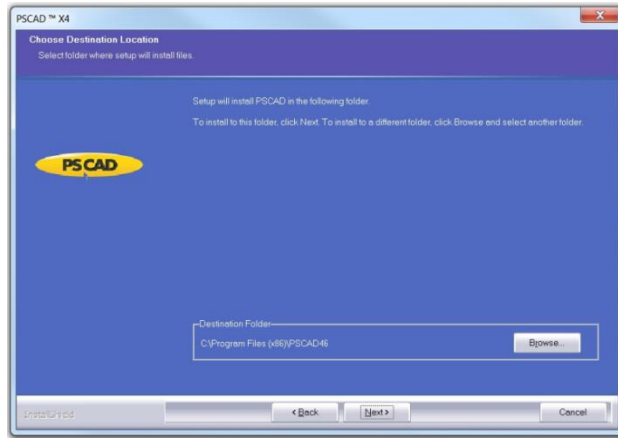 PSCAD ™ X4
Choose Destination Location
Select folder where setup will install files.
Setup will install PSCAD in the following folder.
To install to this folder, click Next. To install to a different folder, click Browse and select another folder.
PSCAD
Destination Folder
C:\Program Files (x86)\PSCAD46
Browse...
InstallShield
< Back
Next >
Cancel